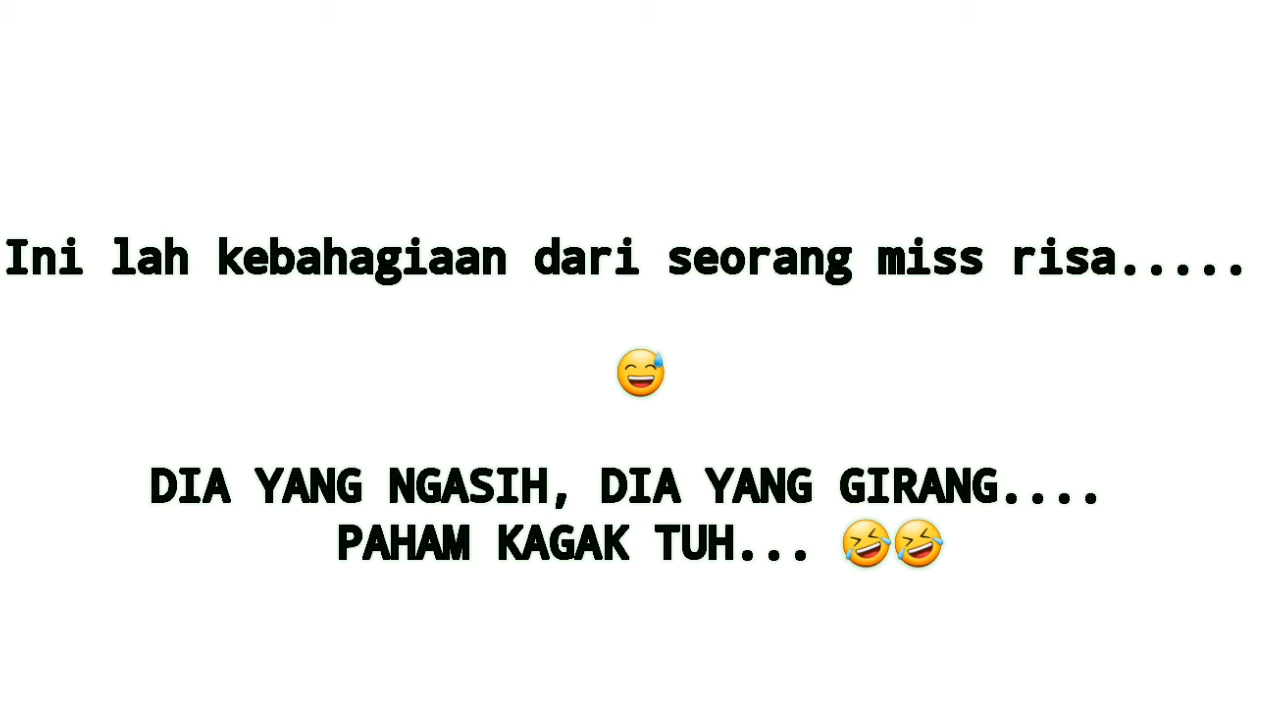 Ini lah kebahagiaan dari seorang miss risa.....
😅
DIA YANG NGASIH, DIA YANG GIRANG....
PAHAM KAGAK TUH... 🤣🤣